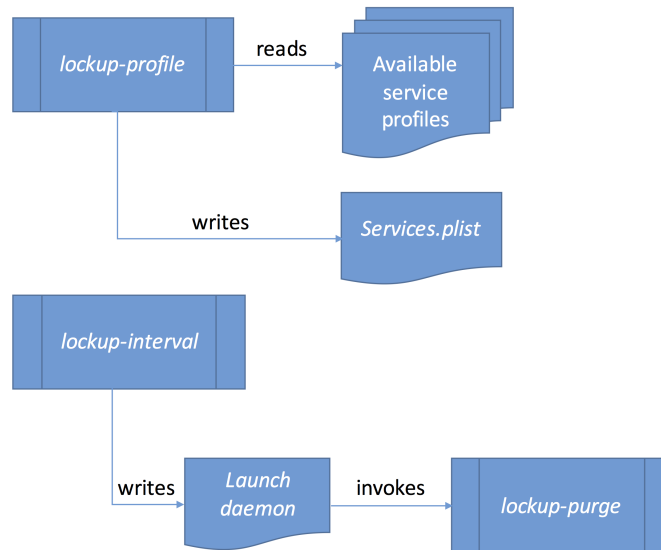 lockup-profile
reads
Available
service
profiles
writes
Services.plist
lockup-interval
writes
Launch
daemon
invokes
lockup-purge